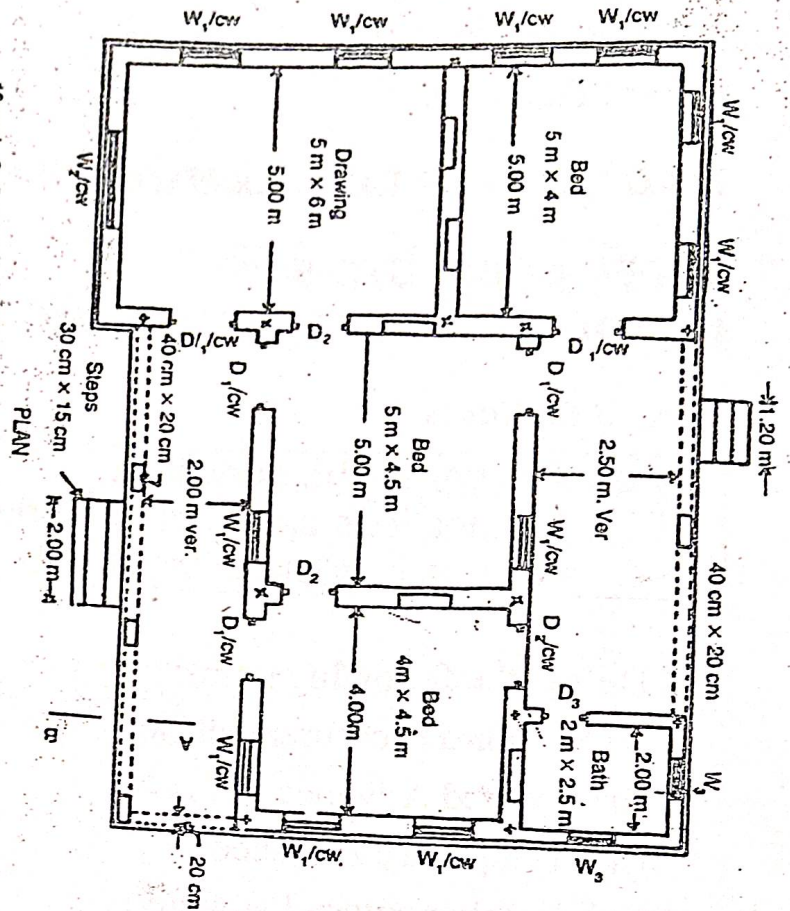 W₁/cw
W₁/cw
W₁/cw
W₁/cw
W₁/cw
W₁/cw
W₂/cw
Drawing
5 m × 6 m
5.00 m
Bed
5 m × 4 m
5.00 m
D/₁/cw
D₂
D₁/cw
D₁/cw
D₁/cw
1.20 m
40 cm × 20 cm
Steps
30 cm × 15 cm
PLAN
2.00 m
2.00 m ver.
W₁/cw
Bed
5 m × 4.5 m
5.00 m
W₁/cw
2.50 m. Ver
40 cm × 20 cm
D₂
D₁/cw
D₂/cw
D₃
Bed
4m × 4.5 m
4.00m
Bath
2 m × 2.5 m
2.00 m
W
W₁/cw
W₁/cw.
W₁/cw
W₃
B
20 cm